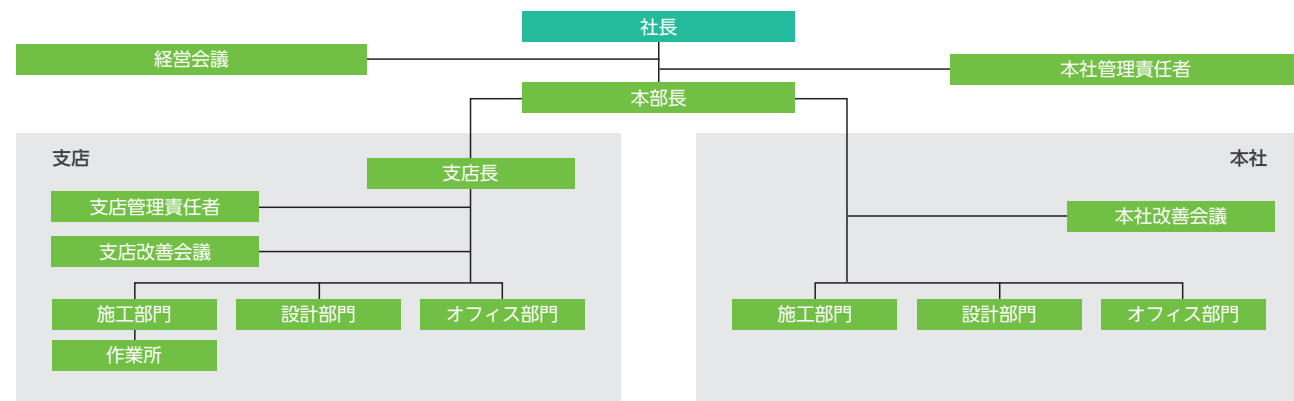 社長
経営会議
本社管理責任者
本部長
支店
支店長
支店管理責任者
支店改善会議
施工部門
設計部門
オフィス部門
作業所
本社
本社改善会議
施工部門
設計部門
オフィス部門